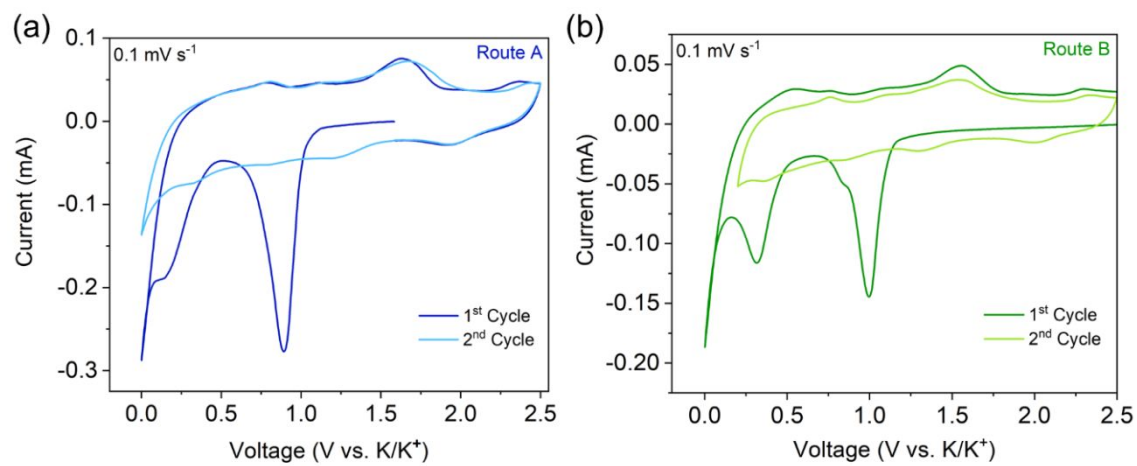 (a)
0.1 mV s⁻¹
Route A
0.1
0.0
-0.1
-0.2
-0.3
Current (mA)
1ˢᵗ Cycle
2ⁿᵈ Cycle
0.0 0.5 1.0 1.5 2.0 2.5
Voltage (V vs. K/K⁺)
(b)
0.1 mV s⁻¹
Route B
0.05
0.00
-0.05
-0.10
-0.15
-0.20
Current (mA)
1ˢᵗ Cycle
2ⁿᵈ Cycle
0.0 0.5 1.0 1.5 2.0 2.5
Voltage (V vs. K/K⁺)